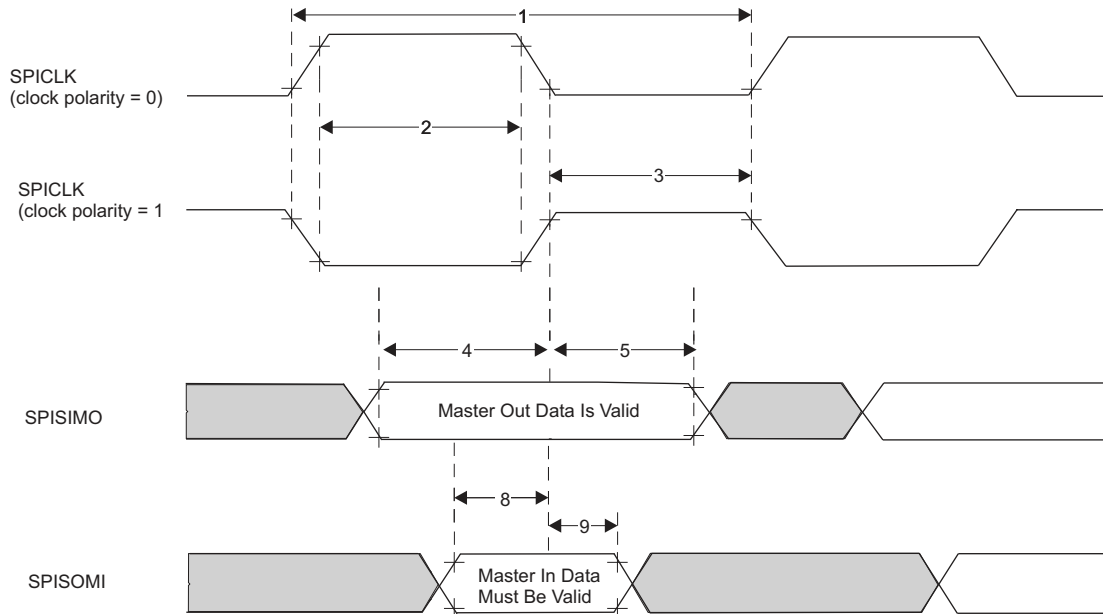 1
SPICLK
(clock polarity = 0)
2
3
SPICLK
(clock polarity = 1
4
5
SPISIMO
Master Out Data Is Valid
8
9
SPISOMI
Master In Data
Must Be Valid